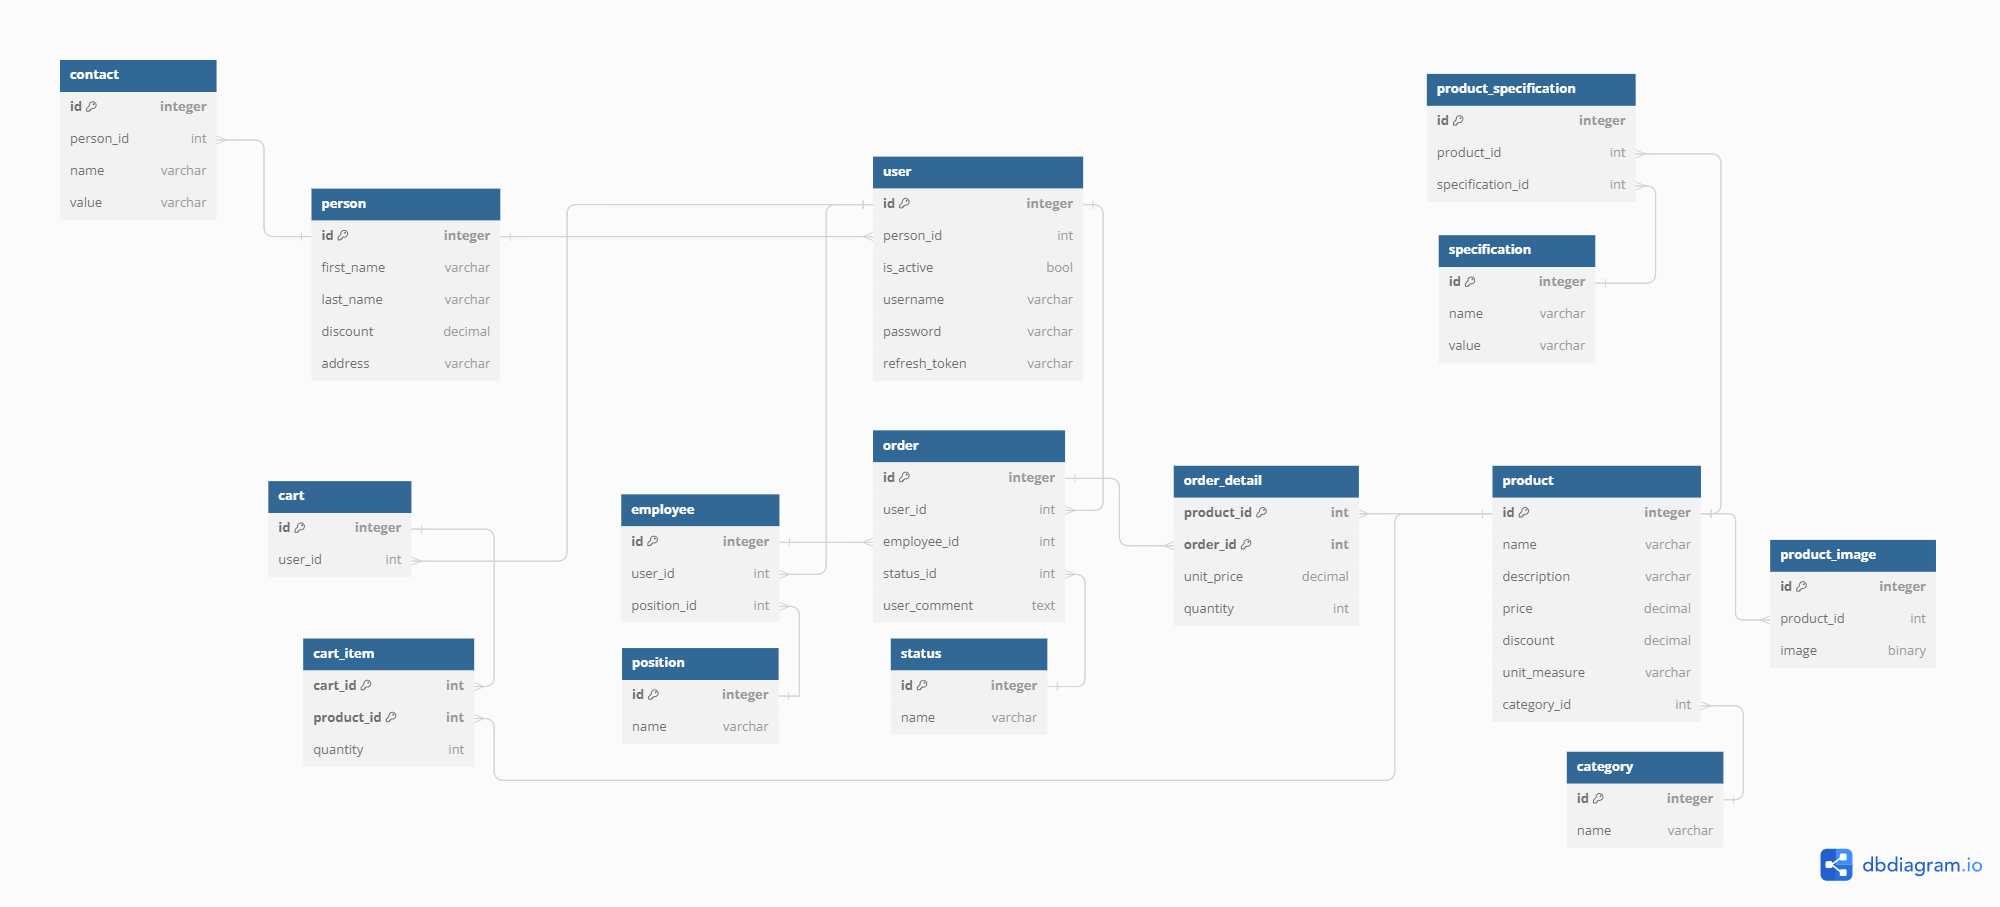 contact
id integer
person_id int
name varchar
value varchar
person
id integer
first_name varchar
last_name varchar
discount decimal
address varchar
user
id integer
person_id int
is_active bool
username varchar
password varchar
refresh_token varchar
product_specification
id integer
product_id int
specification_id int
specification
id integer
name varchar
value varchar
cart
id integer
user_id int
cart_item
cart_id int
product_id int
quantity int
employee
id integer
user_id int
position_id int
position
id integer
name varchar
order
id integer
user_id int
employee_id int
status_id int
user_comment text
status
id integer
name varchar
order_detail
product_id int
order_id int
unit_price decimal
quantity int
product
id integer
name varchar
description varchar
price decimal
discount decimal
unit_measure varchar
category_id int
product_image
id integer
product_id int
image binary
category
id integer
name varchar
dbdiagram.io